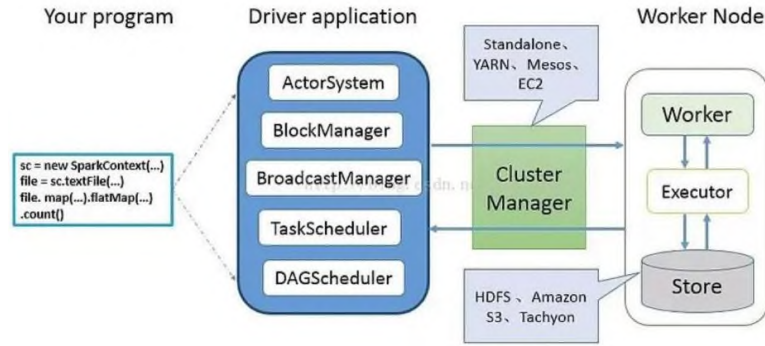 Your program
Driver application
Worker Node
sc = new SparkContext(...)
file = sc.textFile(...)
file. map(...).flatMap(...)
.count()
ActorSystem
BlockManager
BroadcastManager
TaskScheduler
DAGScheduler
Standalone、
YARN、Mesos、
EC2
Cluster
Manager
HDFS 、Amazon
S3、Tachyon
Worker
Executor
Store